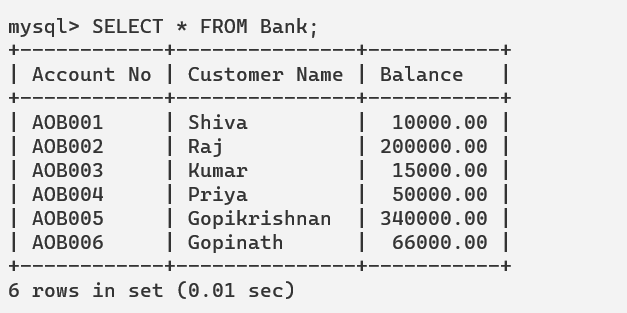 mysql> SELECT * FROM Bank;
+------------+---------------+-----------+
| Account No | Customer Name | Balance   |
+------------+---------------+-----------+
| AOB001     | Shiva         |  10000.00 |
| AOB002     | Raj           | 200000.00 |
| AOB003     | Kumar         |  15000.00 |
| AOB004     | Priya         |  50000.00 |
| AOB005     | Gopikrishnan  | 340000.00 |
| AOB006     | Gopinath      |  66000.00 |
+------------+---------------+-----------+
6 rows in set (0.01 sec)